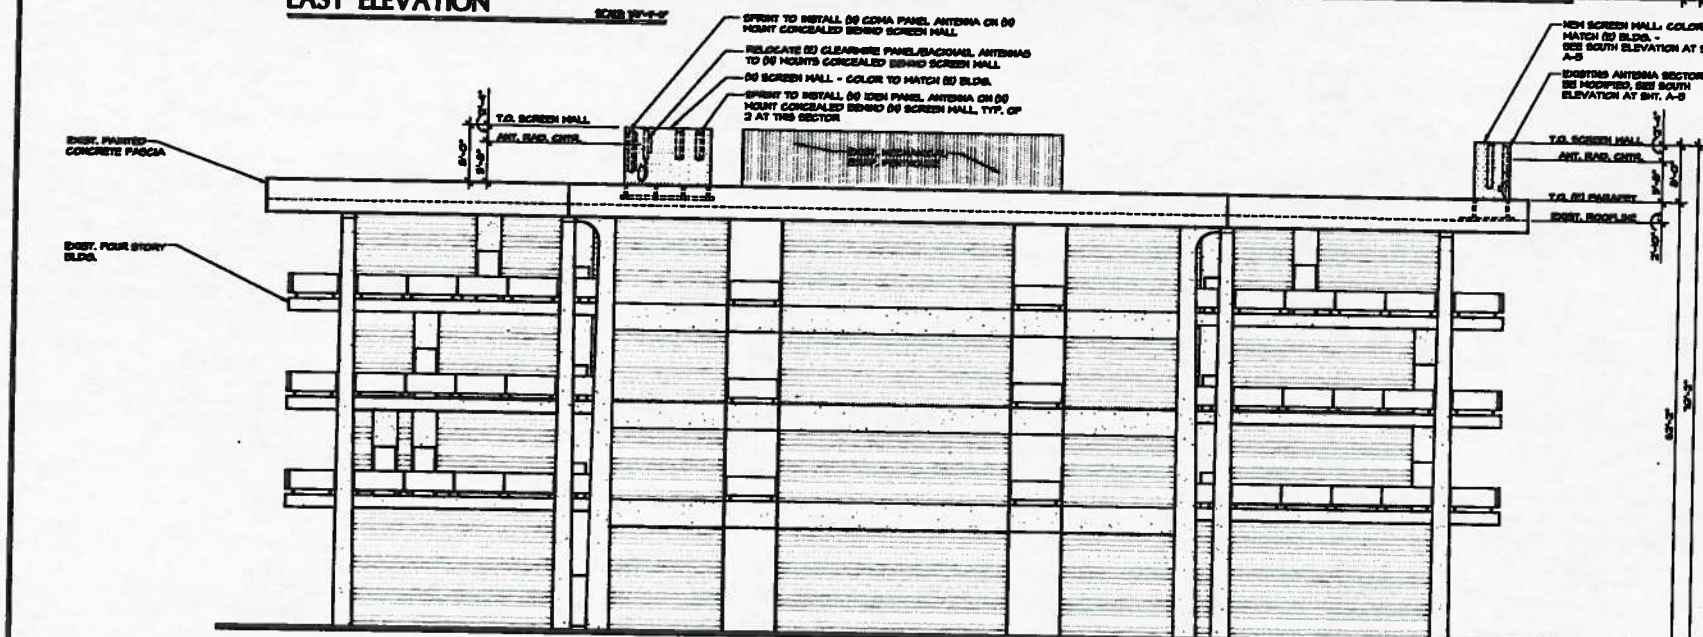 EAST ELEVATION
SPRINT TO INSTALL (N) CDMA PANEL ANTENNA ON (N)
MOUNT CONCEALED BEHIND SCREEN WALL
RELOCATE (E) CLEARWIRE PANEL/BACKHAUL ANTENNAS
TO (N) MOUNTS CONCEALED BEHIND SCREEN WALL
(N) SCREEN WALL - COLOR TO MATCH (E) BLDG.
SPRINT TO INSTALL (N) IDEN PANEL ANTENNA ON (N)
MOUNT CONCEALED BEHIND (N) SCREEN WALL, TYP. OF
2 AT THIS SECTOR
NEW SCREEN WALL: COLOR
MATCH (E) BLDG. -
SEE SOUTH ELEVATION AT S
A-5
EXISTING ANTENNA SECTOR
BE MODIFIED, SEE SOUTH
ELEVATION AT SHT. A-5
T.O. SCREEN WALL
ANT. RAD. CNTR.
EXIST. PAINTED
CONCRETE FASCIA
T.O. SCREEN WALL
ANT. RAD. CNTR.
T.O. (E) PARAPET
EXIST. ROOFLINE
EXIST. FOUR STORY
BLDG.